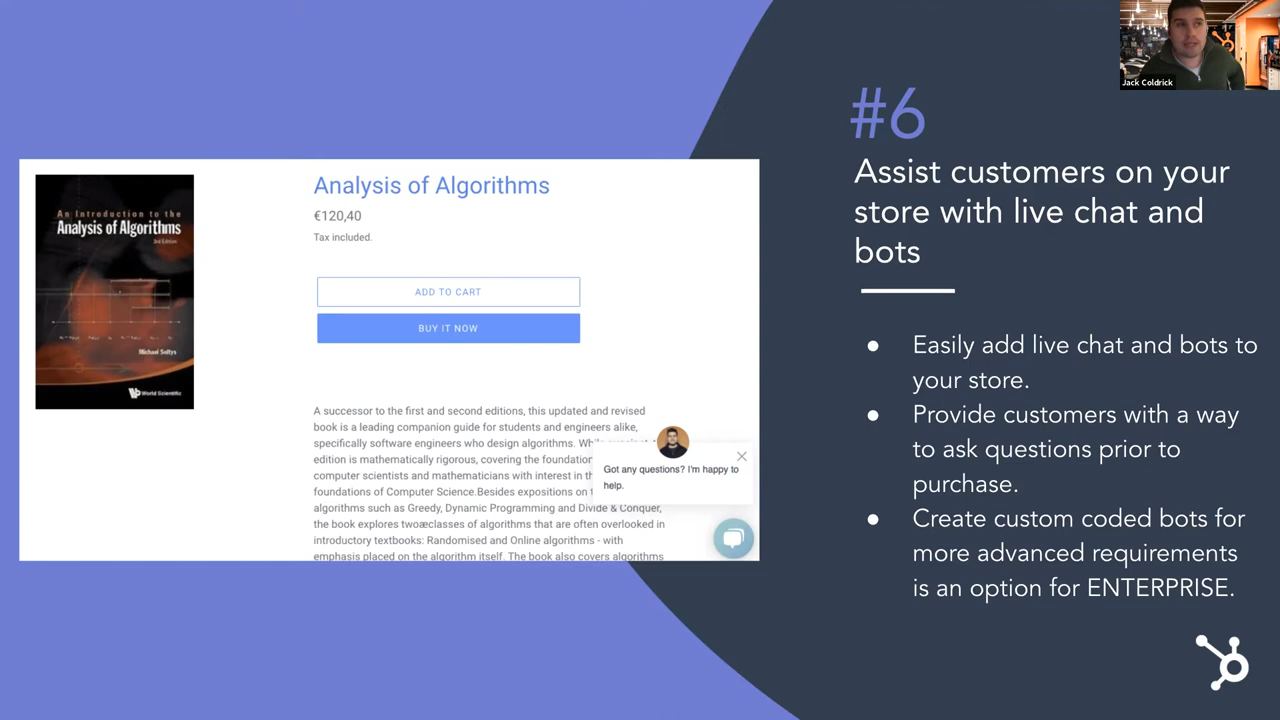 Jack Coldrick
#6
Assist customers on your
store with live chat and
bots
● Easily add live chat and bots to
your store.
● Provide customers with a way
to ask questions prior to
purchase.
● Create custom coded bots for
more advanced requirements
is an option for ENTERPRISE.
An Introduction to the
Analysis of Algorithms
3rd Edition
Michael Soltys
World Scientific
Analysis of Algorithms
€120,40
Tax included.
ADD TO CART
BUY IT NOW
A successor to the first and second editions, this updated and revised
book is a leading companion guide for students and engineers alike,
specifically software engineers who design algorithms. While
edition is mathematically rigorous, covering the foundation
computer scientists and mathematicians with interest in th
foundations of Computer Science.Besides expositions on
algorithms such as Greedy, Dynamic Programming and Divide & Conquer,
the book explores twoæclasses of algorithms that are often overlooked in
introductory textbooks: Randomised and Online algorithms - with
emphasis placed on the algorithm itself. The book also covers algorithms
Got any questions? I'm happy to
help.